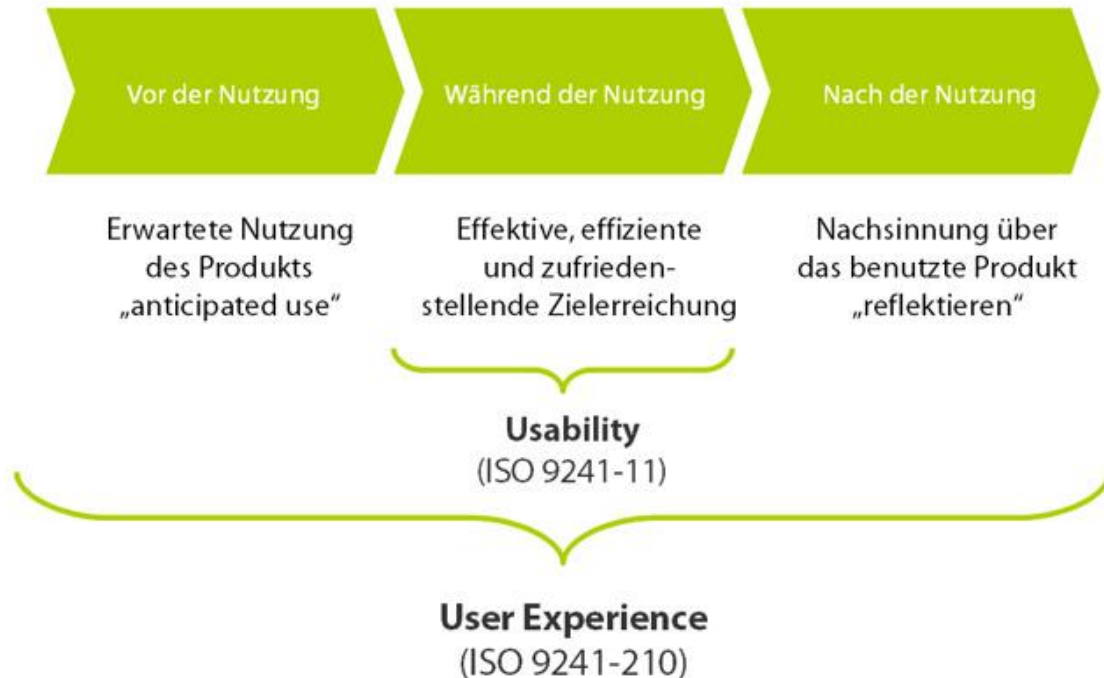 Vor der Nutzung
Während der Nutzung
Nach der Nutzung
Erwartete Nutzung
des Produkts
„anticipated use“
Effektive, effiziente
und zufrieden-
stellende Zielerreichung
Nachsinnung über
das benutzte Produkt
„reflektieren“
Usability
(ISO 9241-11)
User Experience
(ISO 9241-210)